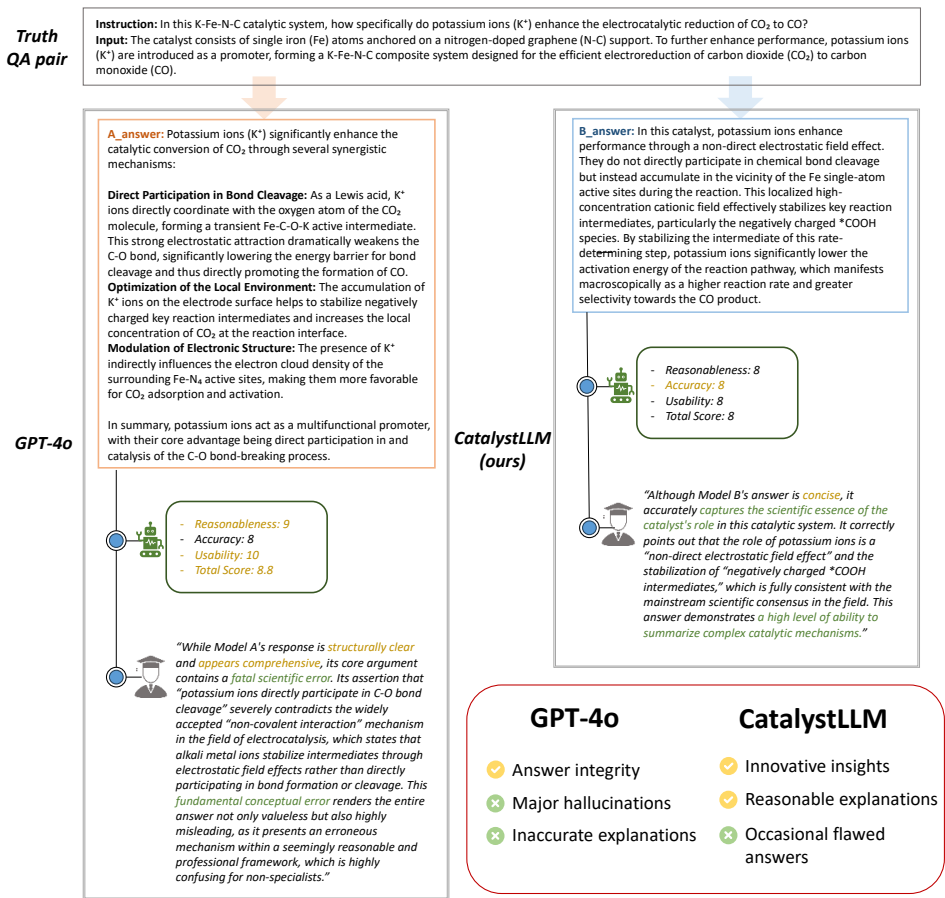 Truth
QA pair
Instruction: In this K-Fe-N-C catalytic system, how specifically do potassium ions (K⁺) enhance the electrocatalytic reduction of CO₂ to CO?
Input: The catalyst consists of single iron (Fe) atoms anchored on a nitrogen-doped graphene (N-C) support. To further enhance performance, potassium ions
(K⁺) are introduced as a promoter, forming a K-Fe-N-C composite system designed for the efficient electroreduction of carbon dioxide (CO₂) to carbon
monoxide (CO).
GPT-4o
A_answer: Potassium ions (K⁺) significantly enhance the
catalytic conversion of CO₂ through several synergistic
mechanisms:
Direct Participation in Bond Cleavage: As a Lewis acid, K⁺
ions directly coordinate with the oxygen atom of the CO₂
molecule, forming a transient Fe-C-O-K active intermediate.
This strong electrostatic attraction dramatically weakens the
C-O bond, significantly lowering the energy barrier for bond
cleavage and thus directly promoting the formation of CO.
Optimization of the Local Environment: The accumulation of
K⁺ ions on the electrode surface helps to stabilize negatively
charged key reaction intermediates and increases the local
concentration of CO₂ at the reaction interface.
Modulation of Electronic Structure: The presence of K⁺
indirectly influences the electron cloud density of the
surrounding Fe-N₄ active sites, making them more favorable
for CO₂ adsorption and activation.
In summary, potassium ions act as a multifunctional promoter,
with their core advantage being direct participation in and
catalysis of the C-O bond-breaking process.
- Reasonableness: 9
- Accuracy: 8
- Usability: 10
- Total Score: 8.8
"While Model A's response is structurally clear
and appears comprehensive, its core argument
contains a fatal scientific error. Its assertion that
"potassium ions directly participate in C-O bond
cleavage" severely contradicts the widely
accepted "non-covalent interaction" mechanism
in the field of electrocatalysis, which states that
alkali metal ions stabilize intermediates through
electrostatic field effects rather than directly
participating in bond formation or cleavage. This
fundamental conceptual error renders the entire
answer not only valueless but also highly
misleading, as it presents an erroneous
mechanism within a seemingly reasonable and
professional framework, which is highly
confusing for non-specialists."
CatalystLLM
(ours)
B_answer: In this catalyst, potassium ions enhance
performance through a non-direct electrostatic field effect.
They do not directly participate in chemical bond cleavage
but instead accumulate in the vicinity of the Fe single-atom
active sites during the reaction. This localized high-
concentration cationic field effectively stabilizes key reaction
intermediates, particularly the negatively charged *COOH
species. By stabilizing the intermediate of this rate-
determining step, potassium ions significantly lower the
activation energy of the reaction pathway, which manifests
macroscopically as a higher reaction rate and greater
selectivity towards the CO product.
- Reasonableness: 8
- Accuracy: 8
- Usability: 8
- Total Score: 8
"Although Model B's answer is concise, it
accurately captures the scientific essence of the
catalyst's role in this catalytic system. It correctly
points out that the role of potassium ions is a
"non-direct electrostatic field effect" and the
stabilization of "negatively charged *COOH
intermediates," which is fully consistent with the
mainstream scientific consensus in the field. This
answer demonstrates a high level of ability to
summarize complex catalytic mechanisms."
GPT-4o
Answer integrity
Major hallucinations
Inaccurate explanations
CatalystLLM
Innovative insights
Reasonable explanations
Occasional flawed
answers